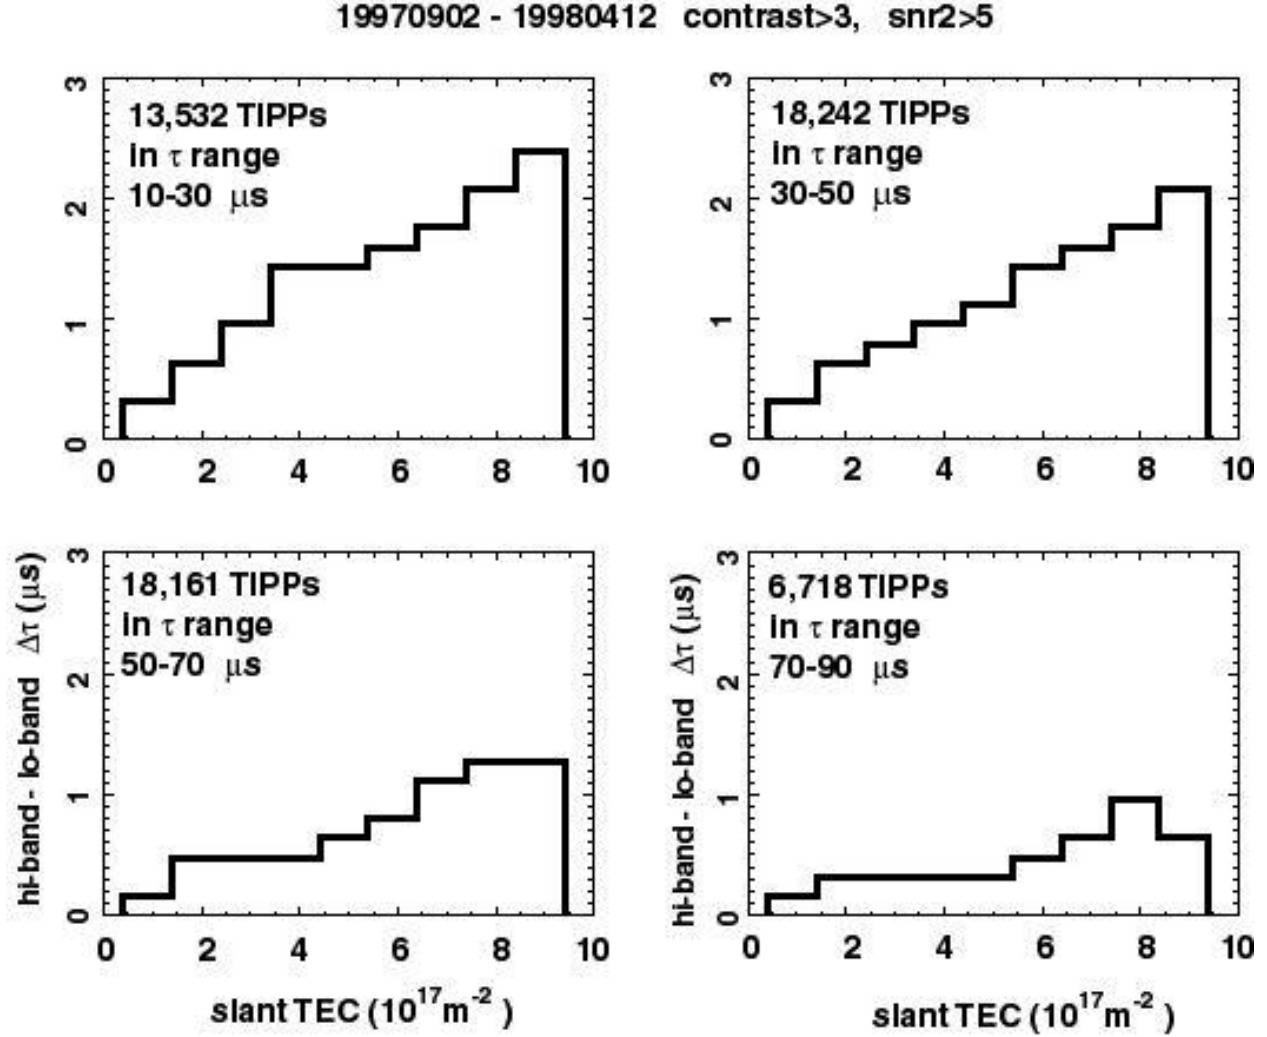 19970902 - 19980412 contrast>3, snr2>5
13,532 TIPPs
in τ range
10-30 μs
3
2
1
0
0 2 4 6 8 10
18,242 TIPPs
in τ range
30-50 μs
3
2
1
0
0 2 4 6 8 10
hi-band - lo-band Δτ (μs)
18,161 TIPPs
in τ range
50-70 μs
3
2
1
0
0 2 4 6 8 10
slant TEC (10¹⁷m⁻²)
hi-band - lo-band Δτ (μs)
6,718 TIPPs
in τ range
70-90 μs
3
2
1
0
0 2 4 6 8 10
slant TEC (10¹⁷m⁻²)